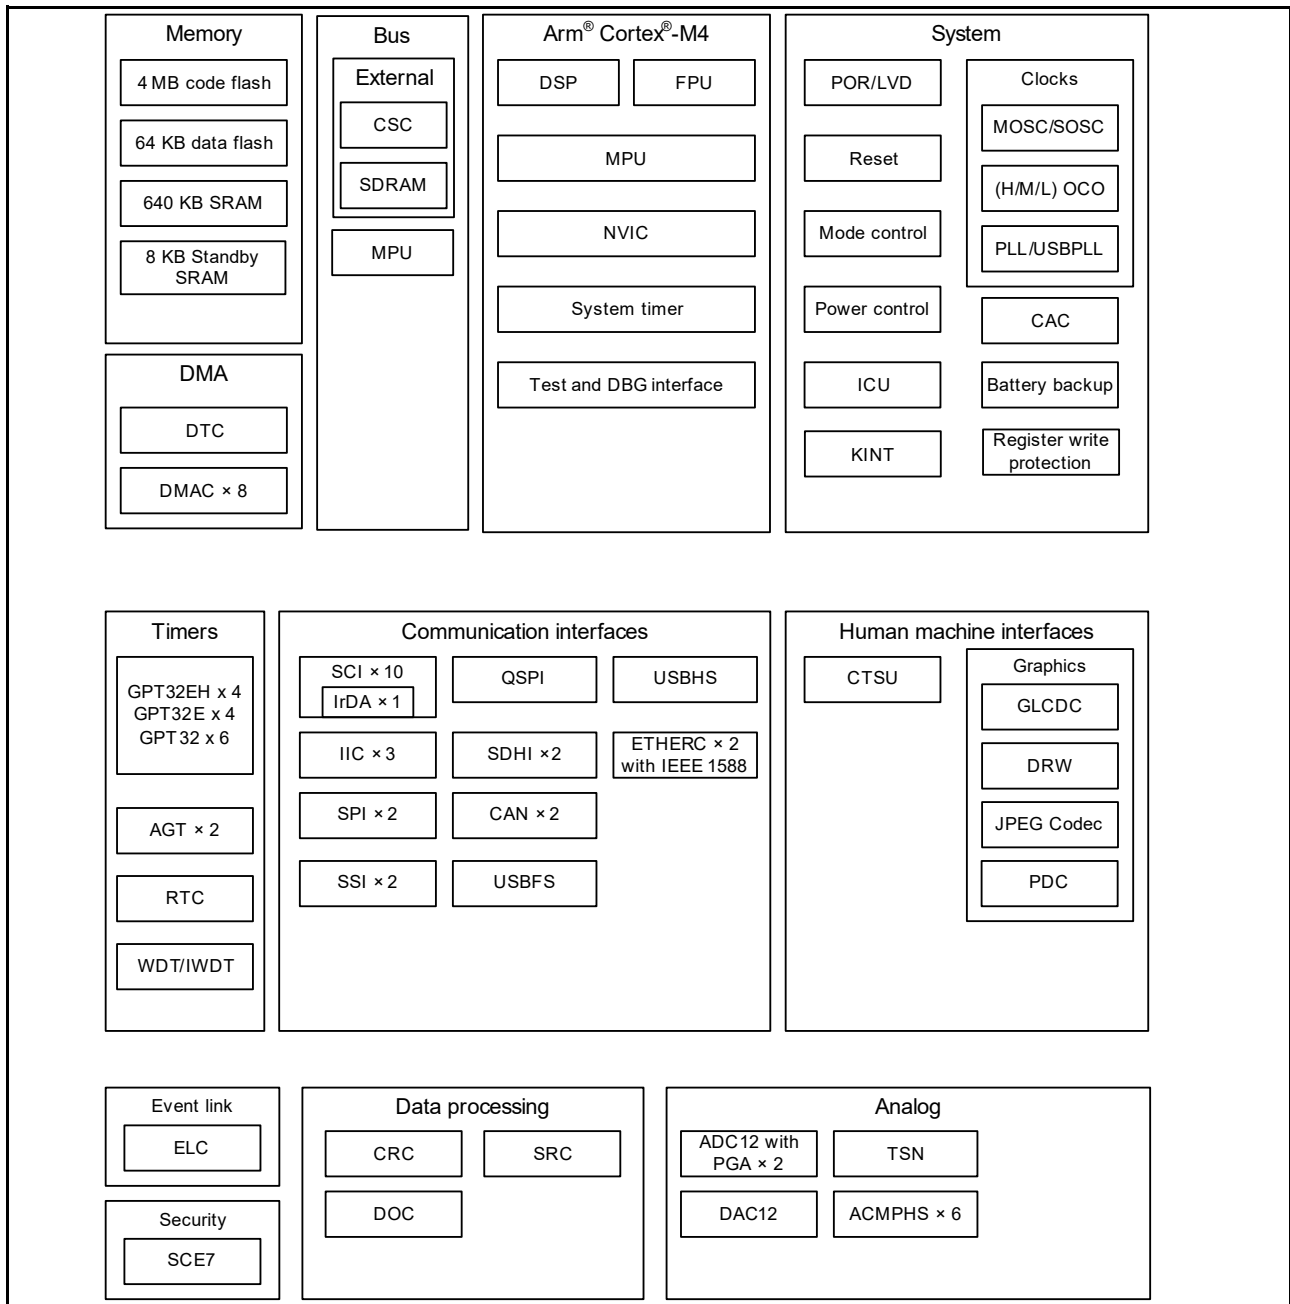 Memory
4 MB code flash
64 KB data flash
640 KB SRAM
8 KB Standby
SRAM
DMA
DTC
DMAC × 8
Bus
External
CSC
SDRAM
MPU
Arm® Cortex®-M4
DSP
FPU
MPU
NVIC
System timer
Test and DBG interface
System
POR/LVD
Reset
Mode control
Power control
ICU
KINT
Clocks
MOSC/SOSC
(H/M/L) OCO
PLL/USBPLL
CAC
Battery backup
Register write
protection
Timers
GPT32EH x 4
GPT32E x 4
GPT32 x 6
AGT × 2
RTC
WDT/IWDT
Communication interfaces
SCI × 10
IrDA × 1
IIC × 3
SPI × 2
SSI × 2
QSPI
SDHI × 2
CAN × 2
USBFS
USBHS
ETHERC × 2
with IEEE 1588
Human machine interfaces
CTSU
Graphics
GLCDC
DRW
JPEG Codec
PDC
Event link
ELC
Security
SCE7
Data processing
CRC
SRC
DOC
Analog
ADC12 with
PGA × 2
TSN
DAC12
ACMPHS × 6